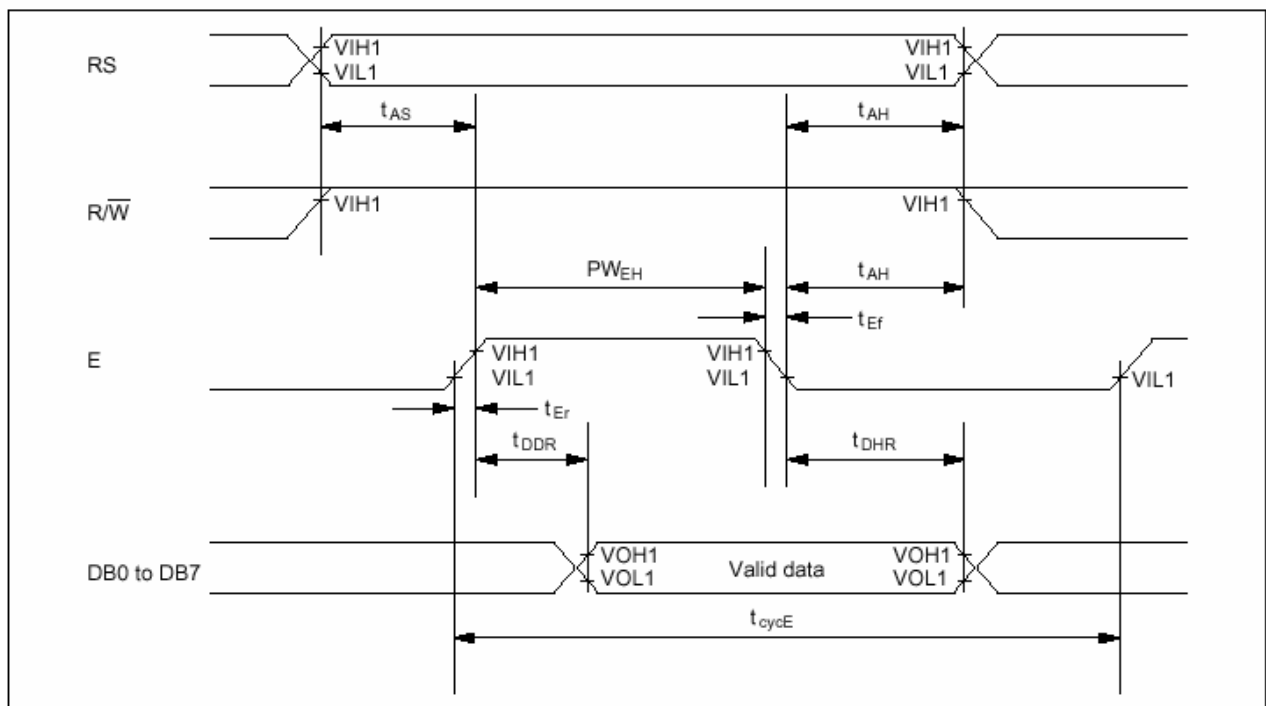 RS VIH1 VIH1
VIL1 VIL1
tAS tAH
R/W̅ VIH1 VIH1
PWEH tAH
tEf
E VIH1 VIH1
VIL1 VIL1 VIL1
tEr
tDDR tDHR
VOH1 VOH1
DB0 to DB7 VOL1 Valid data VOL1
tcycE